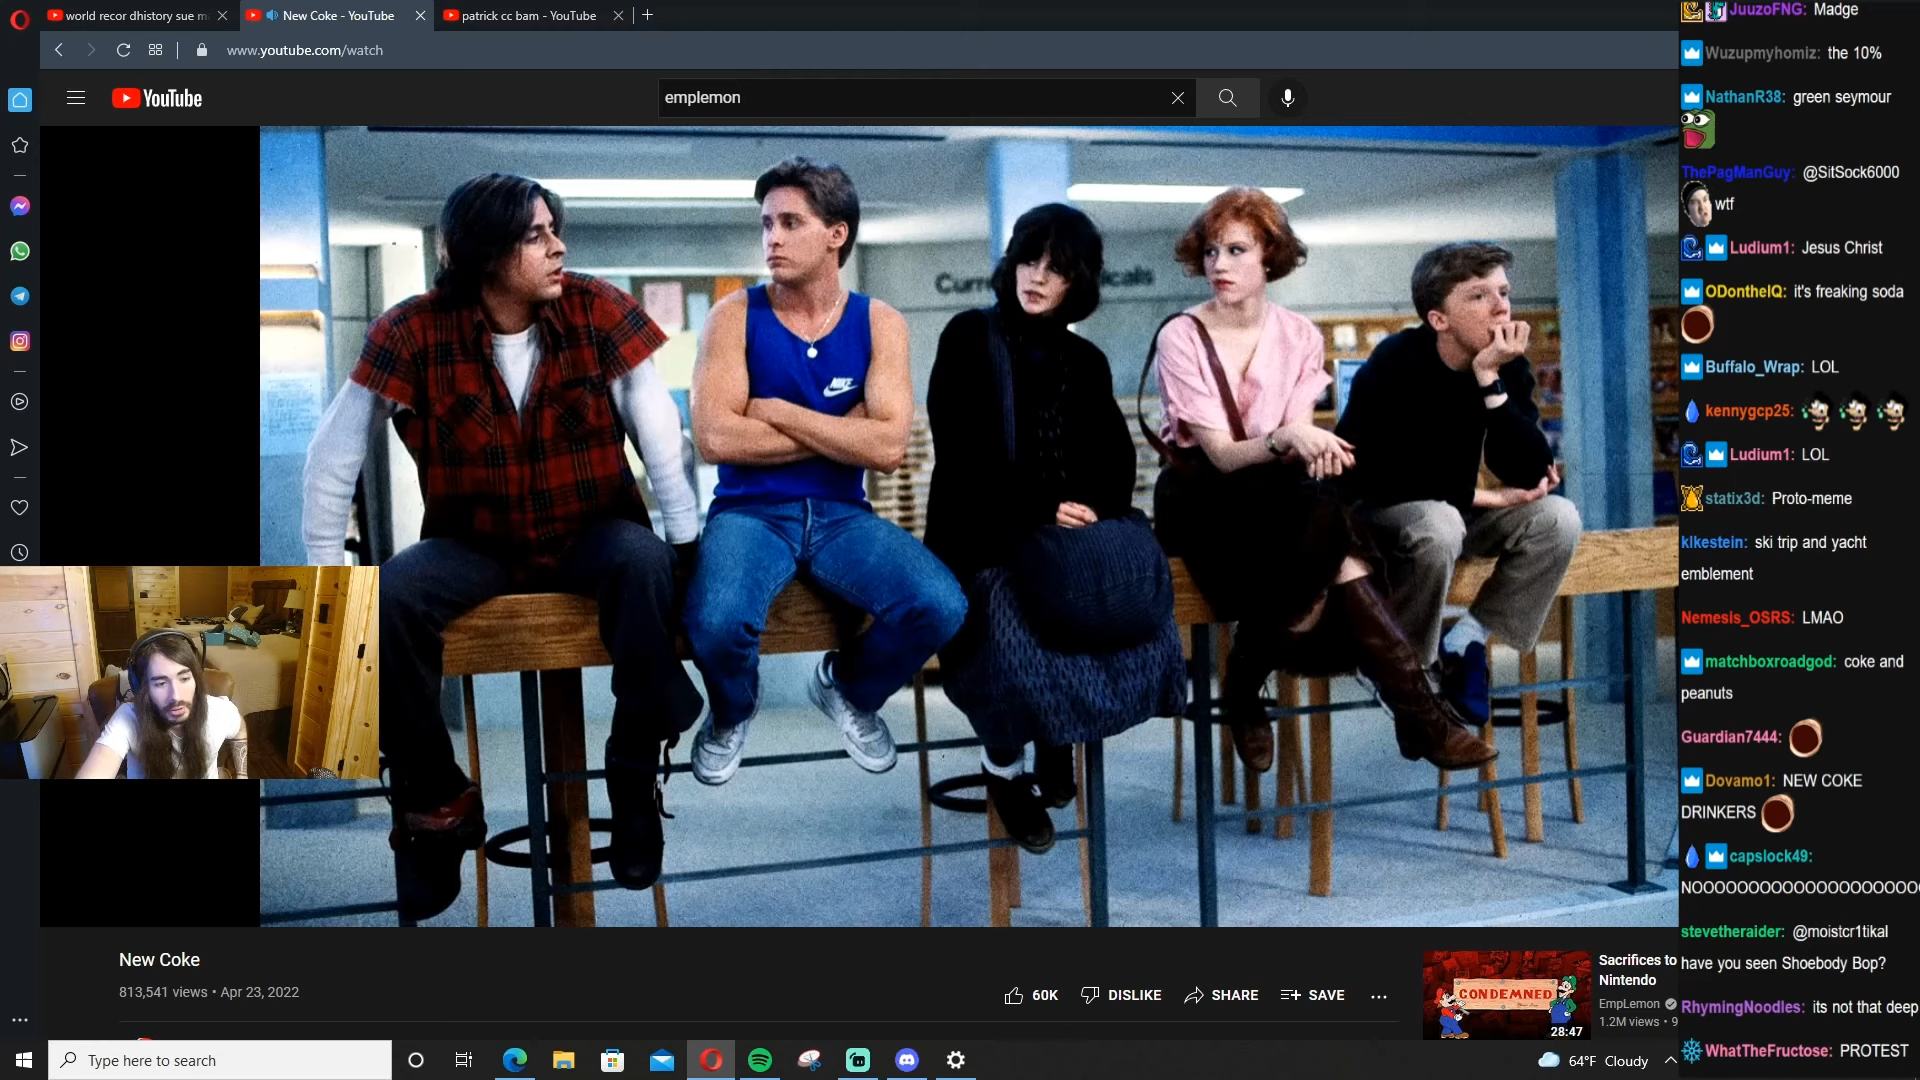 world recor dhistory sue m
New Coke - YouTube
patrick cc bam - YouTube
www.youtube.com/watch
YouTube
emplemon
NIKE
New Coke
813,541 views • Apr 23, 2022
60K
DISLIKE
SHARE
SAVE
CONDEMNED
28:47
Sacrifices to
Nintendo
EmpLemon
1.2M views • 9
Type here to search
64°F Cloudy
JuuzoFNG: Madge
Wuzupmyhomiz: the 10%
NathanR38: green seymour
ThePagManGuy: @SitSock6000
wtf
Ludium1: Jesus Christ
ODontheIQ: it's freaking soda
Buffalo_Wrap: LOL
kennygcp25:
Ludium1: LOL
statix3d: Proto-meme
klkestein: ski trip and yacht
emblement
Nemesis_OSRS: LMAO
matchboxroadgod: coke and
peanuts
Guardian7444:
Dovamo1: NEW COKE
DRINKERS
capslock49:
NOOOOOOOOOOOOOOOOOOOO
stevetheraider: @moistcr1tikal
have you seen Shoebody Bop?
RhymingNoodles: its not that deep
WhatTheFructose: PROTEST